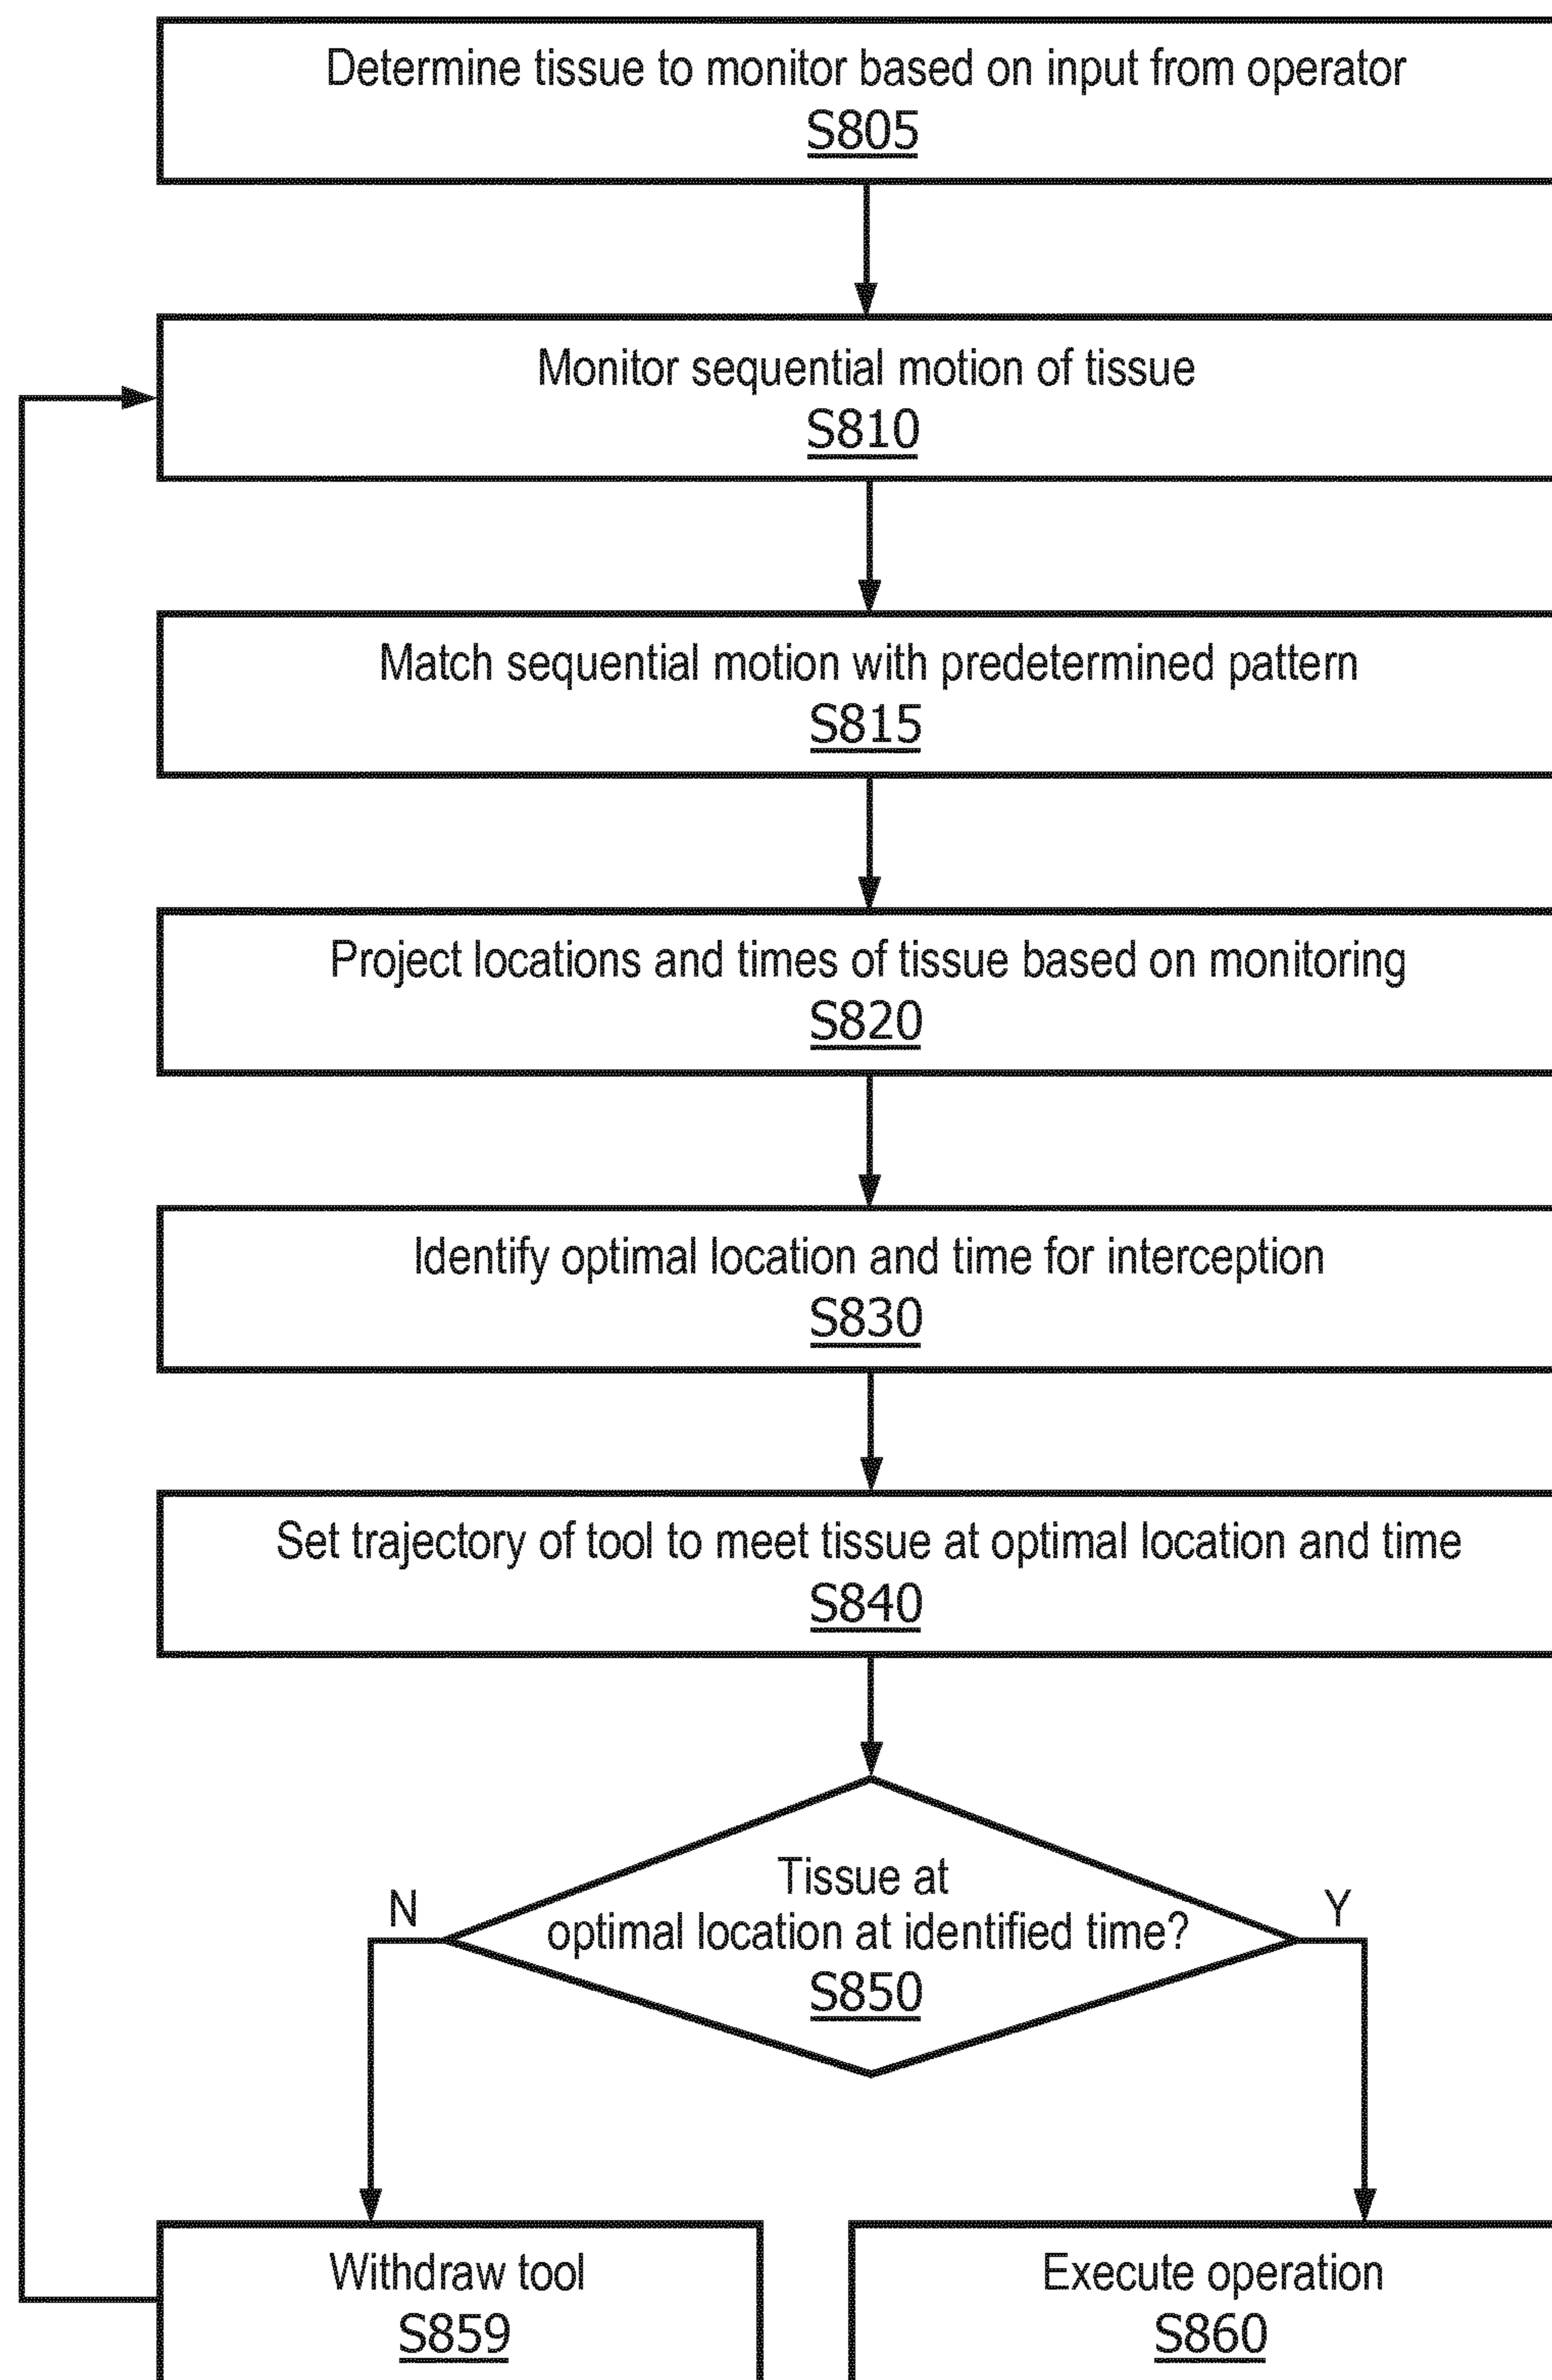 Determine tissue to monitor based on input from operator
S805
Monitor sequential motion of tissue
S810
Match sequential motion with predetermined pattern
S815
Project locations and times of tissue based on monitoring
S820
Identify optimal location and time for interception
S830
Set trajectory of tool to meet tissue at optimal location and time
S840
Tissue at
optimal location at identified time?
S850
N
Y
Withdraw tool
S859
Execute operation
S860